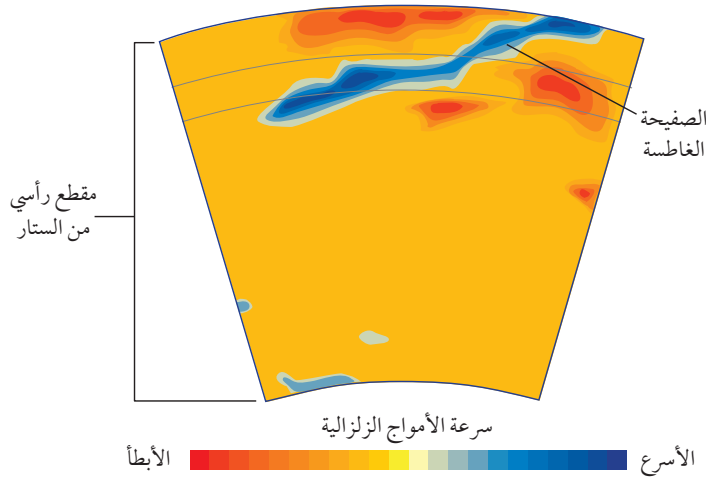 الصفيحة
الغاطسة
مقطع رأسي
من الستار
سرعة الأمواج الزلزالية
الأسرع
الأبطأ